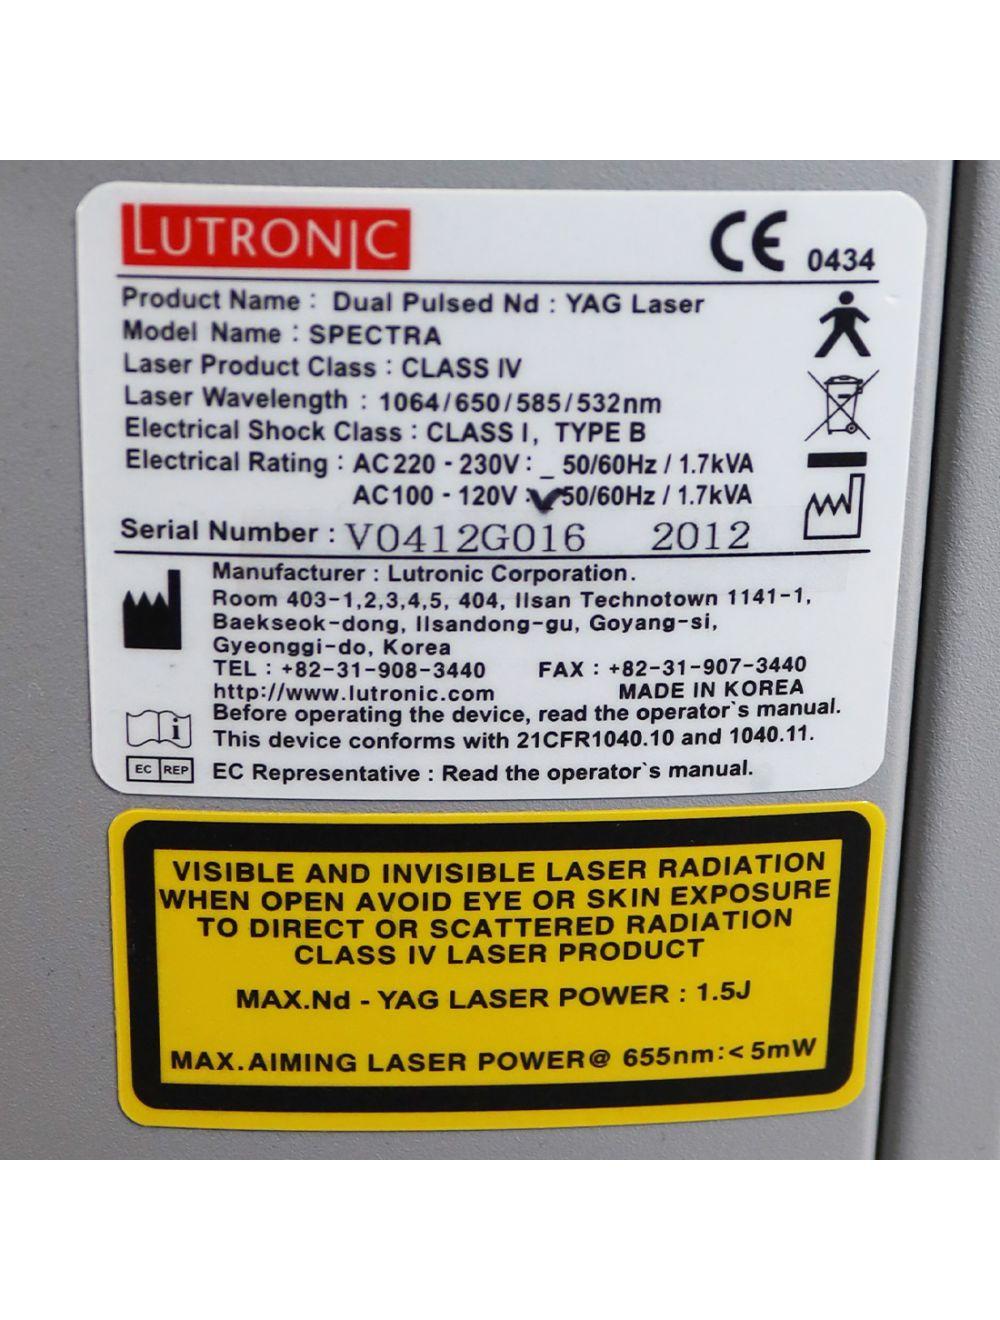 LUTRONIC
CE 0434
Product Name : Dual Pulsed Nd : YAG Laser
Model Name : SPECTRA
Laser Product Class : CLASS IV
Laser Wavelength : 1064/650/585/532nm
Electrical Shock Class : CLASS I, TYPE B
Electrical Rating : AC220 - 230V : _ 50/60Hz / 1.7kVA
AC100 - 120V : ✓ 50/60Hz / 1.7kVA
Serial Number : V0412G016 2012
Manufacturer : Lutronic Corporation.
Room 403-1,2,3,4,5, 404, Ilsan Technotown 1141-1,
Baekseok-dong, Ilsandong-gu, Goyang-si,
Gyeonggi-do, Korea
TEL : +82-31-908-3440 FAX : +82-31-907-3440
http://www.lutronic.com MADE IN KOREA
Before operating the device, read the operator`s manual.
This device conforms with 21CFR1040.10 and 1040.11.
EC REP EC Representative : Read the operator`s manual.
VISIBLE AND INVISIBLE LASER RADIATION
WHEN OPEN AVOID EYE OR SKIN EXPOSURE
TO DIRECT OR SCATTERED RADIATION
CLASS IV LASER PRODUCT
MAX.Nd - YAG LASER POWER : 1.5J
MAX.AIMING LASER POWER@ 655nm:< 5mW